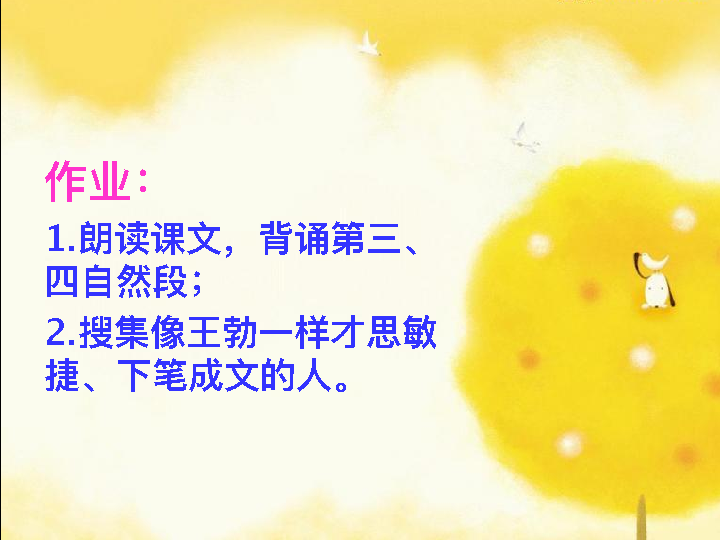 作业：
1.朗读课文，背诵第三、
四自然段；
2.搜集像王勃一样才思敏
捷、下笔成文的人。